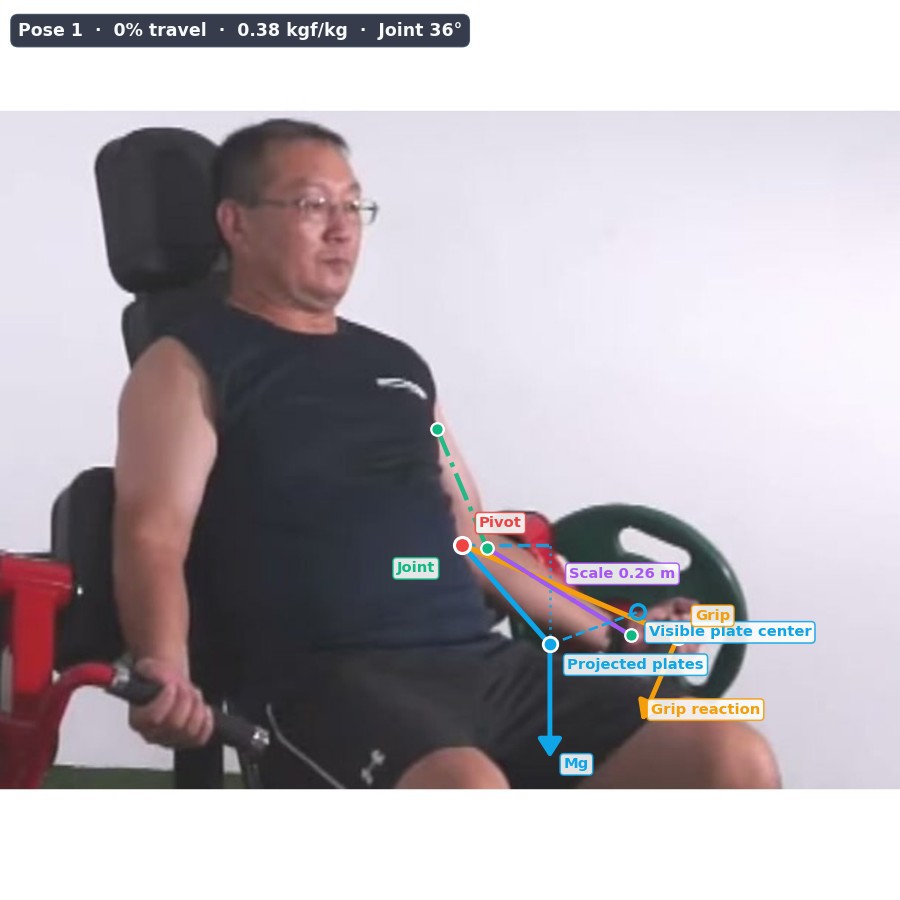 Pose 1 · 0% travel · 0.38 kgf/kg · Joint 36°
Pivot
Joint
Scale 0.26 m
Grip
Visible plate center
Projected plates
Grip reaction
Mg